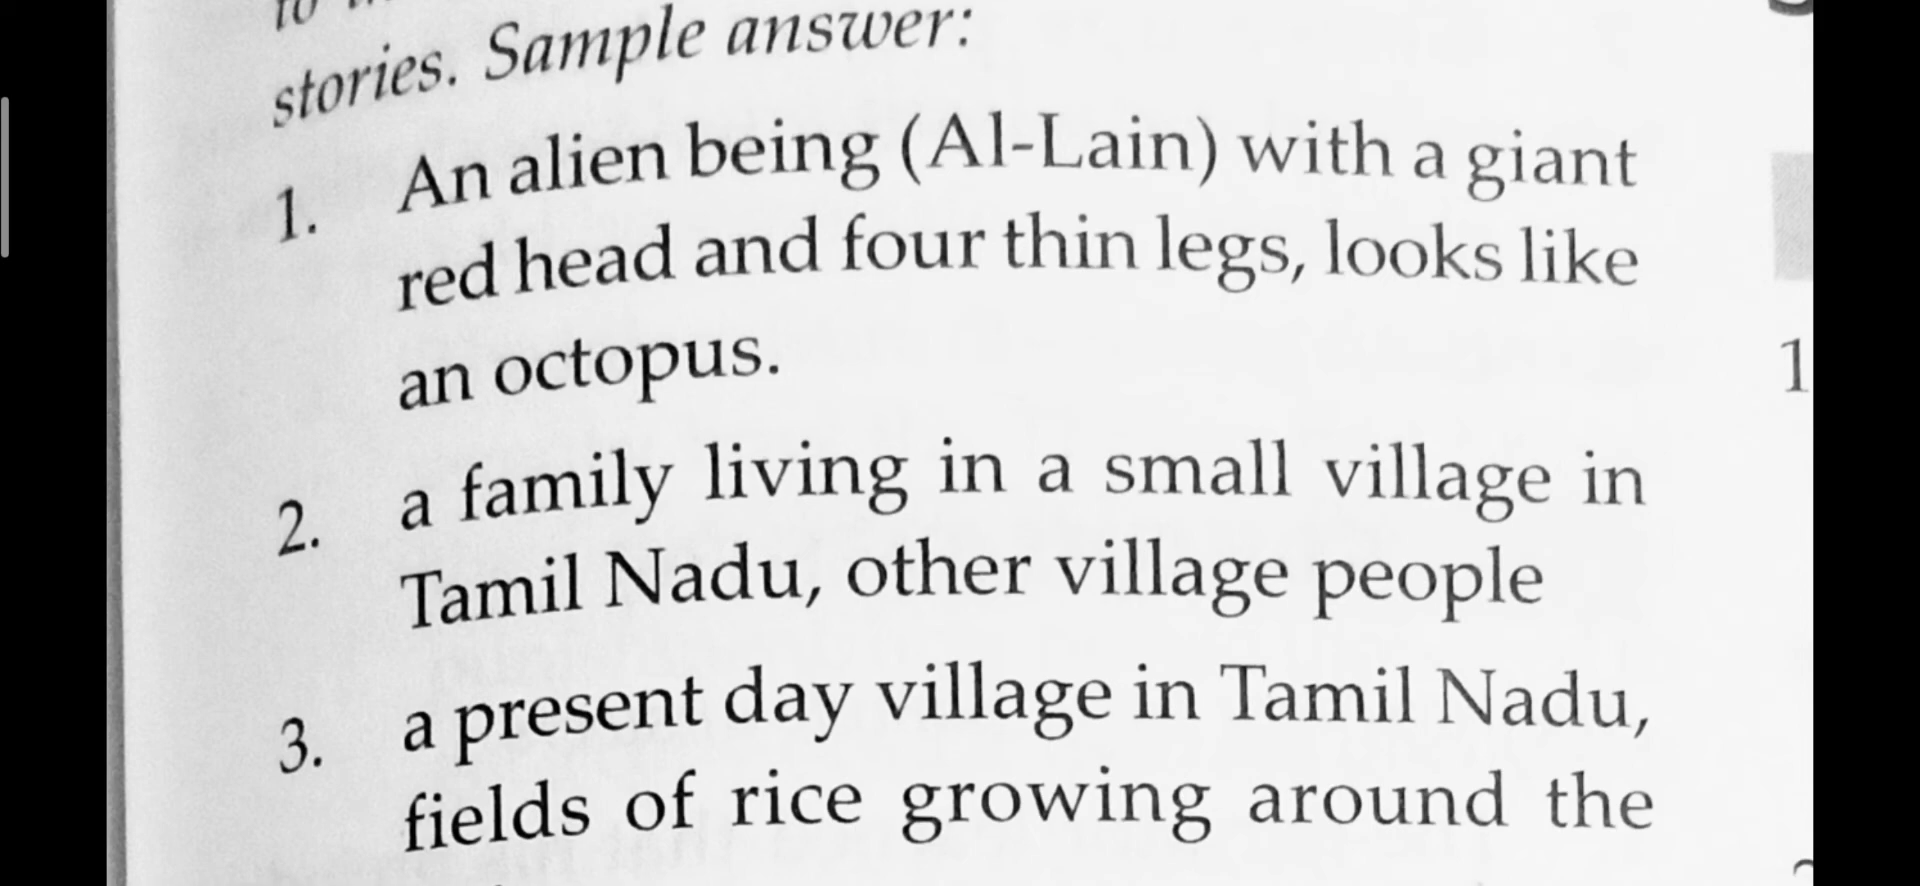 to
stories. Sample answer:
1. An alien being (Al-Lain) with a giant
red head and four thin legs, looks like
an octopus.
2. a family living in a small village in
Tamil Nadu, other village people
3. a present day village in Tamil Nadu,
fields of rice growing around the
1